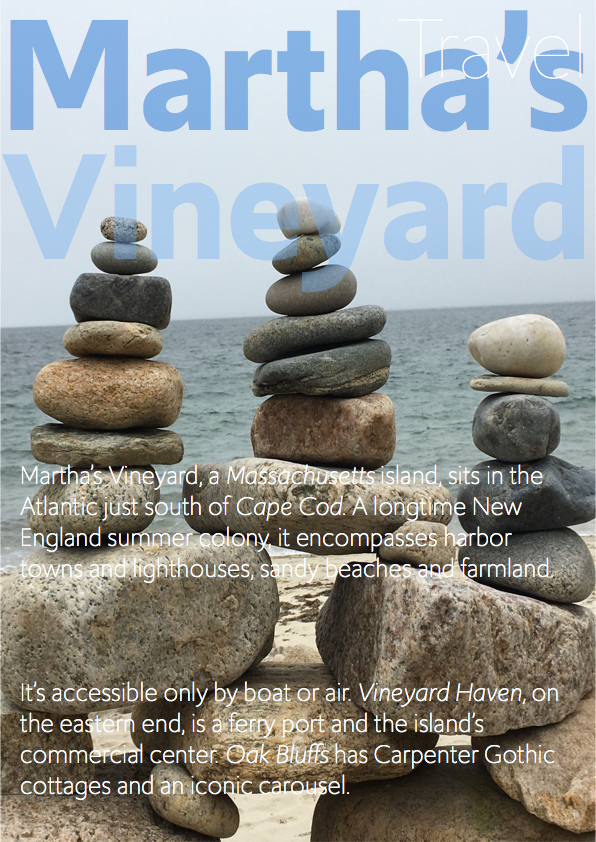 Travel
Martha's
Vineyard
Martha's Vineyard, a Massachusetts island, sits in the
Atlantic just south of Cape Cod. A longtime New
England summer colony, it encompasses harbor
towns and lighthouses, sandy beaches and farmland.
It's accessible only by boat or air. Vineyard Haven, on
the eastern end, is a ferry port and the island's
commercial center. Oak Bluffs has Carpenter Gothic
cottages and an iconic carousel.